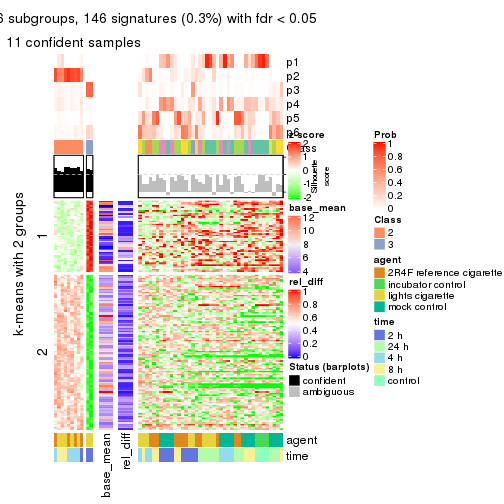 6 subgroups, 146 signatures (0.3%) with fdr < 0.05
11 confident samples
p1
p2
p3
p4
p5
p6
z-score
2
0
-2
Class
Silhouette
score
k-means with 2 groups
1
2
base_mean
12
10
8
6
4
rel_diff
1
0.8
0.6
0.4
0.2
0
Status (barplots)
confident
ambiguous
agent
time
base_mean
rel_diff
Prob
1
0.8
0.6
0.4
0.2
0
Class
2
3
agent
2R4F reference cigarette
incubator control
lights cigarette
mock control
time
2 h
24 h
4 h
8 h
control